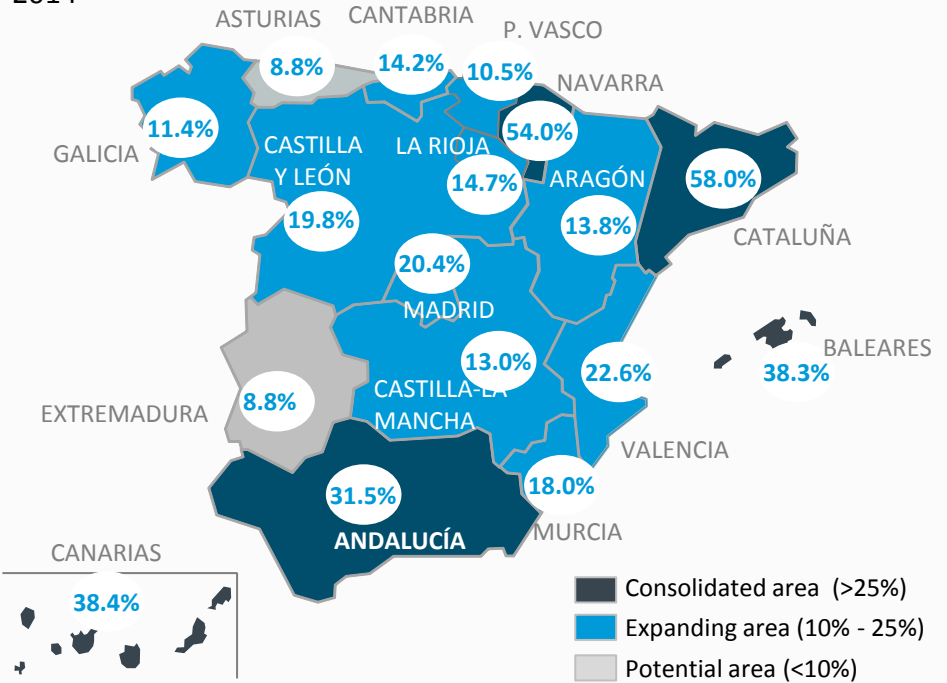 2014
ASTURIAS
CANTABRIA
P. VASCO
8.8%
14.2%
10.5%
NAVARRA
11.4%
GALICIA
CASTILLA
Y LEÓN
19.8%
LA RIOJA
14.7%
54.0%
ARAGÓN
13.8%
58.0%
CATALUÑA
20.4%
MADRID
13.0%
CASTILLA-LA
MANCHA
22.6%
VALENCIA
BALEARES
38.3%
8.8%
EXTREMADURA
18.0%
MURCIA
31.5%
ANDALUCÍA
CANARIAS
38.4%
Consolidated area (>25%)
Expanding area (10% - 25%)
Potential area (<10%)